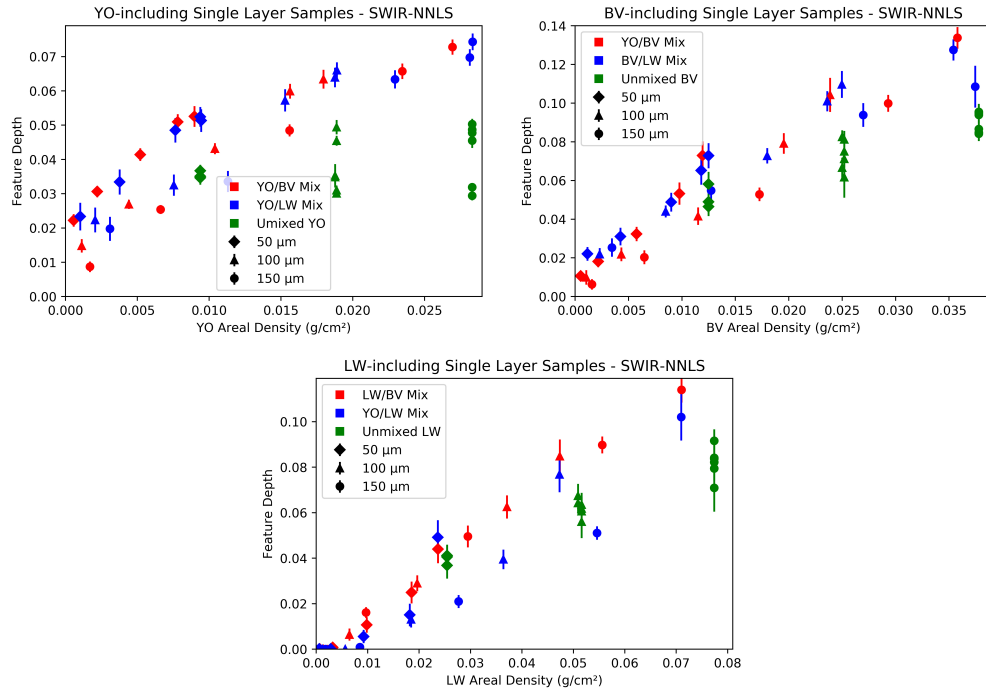 YO-including Single Layer Samples - SWIR-NNLS
Feature Depth
0.07
0.06
0.05
0.04
0.03
0.02
0.01
0.00
YO/BV Mix
YO/LW Mix
Umixed YO
50 µm
100 µm
150 µm
0.000 0.005 0.010 0.015 0.020 0.025
YO Areal Density (g/cm²)
BV-including Single Layer Samples - SWIR-NNLS
Feature Depth
0.14
0.12
0.10
0.08
0.06
0.04
0.02
0.00
YO/BV Mix
BV/LW Mix
Unmixed BV
50 µm
100 µm
150 µm
0.000 0.005 0.010 0.015 0.020 0.025 0.030 0.035
BV Areal Density (g/cm²)
LW-including Single Layer Samples - SWIR-NNLS
Feature Depth
0.10
0.08
0.06
0.04
0.02
0.00
LW/BV Mix
YO/LW Mix
Unmixed LW
50 µm
100 µm
150 µm
0.00 0.01 0.02 0.03 0.04 0.05 0.06 0.07 0.08
LW Areal Density (g/cm²)